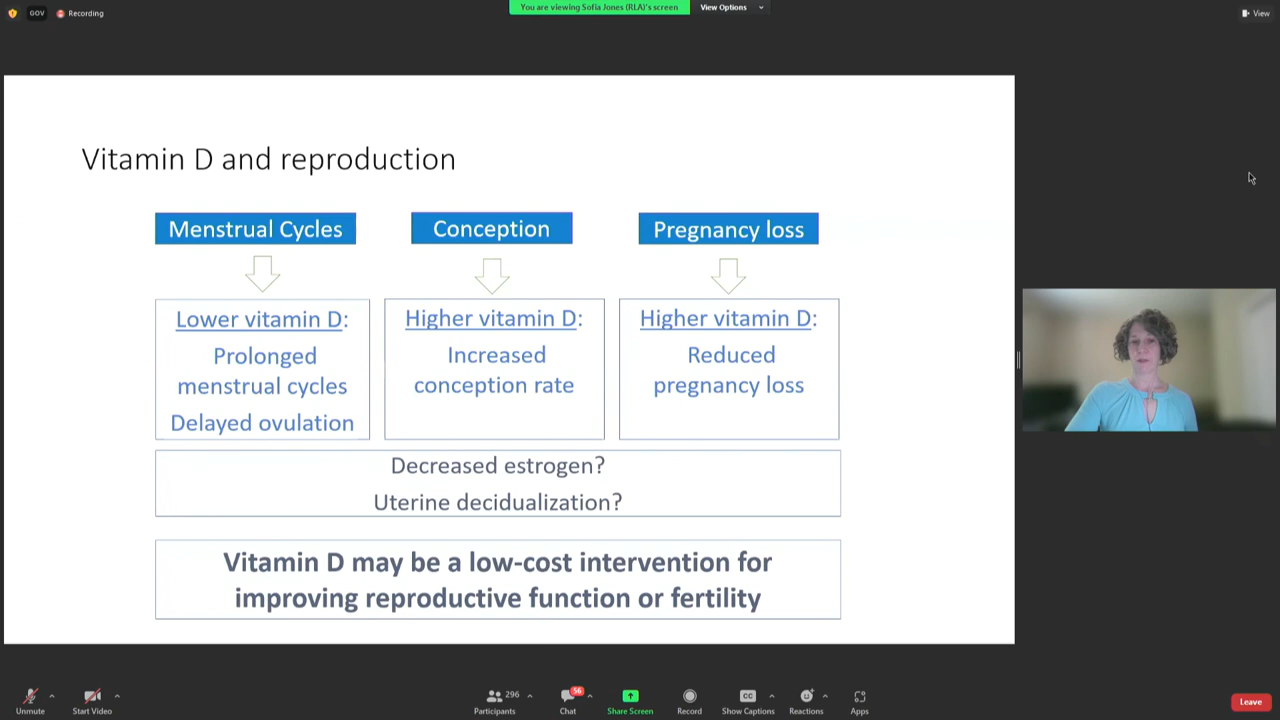 GOV
Recording
You are viewing Sofia Jones (RLA)'s screen
View Options
View
Vitamin D and reproduction
Menstrual Cycles
Conception
Pregnancy loss
Lower vitamin D:
Prolonged
menstrual cycles
Delayed ovulation
Higher vitamin D:
Increased
conception rate
Higher vitamin D:
Reduced
pregnancy loss
Decreased estrogen?
Uterine decidualization?
Vitamin D may be a low-cost intervention for
improving reproductive function or fertility
Unmute
Start Video
296
Participants
56
Chat
Share Screen
Record
CC
Show Captions
Reactions
Apps
Leave